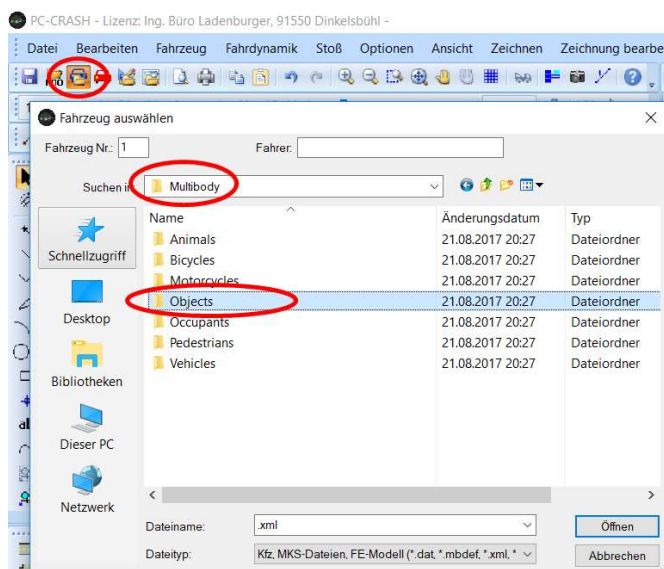 PC-CRASH - Lizenz: Ing. Büro Ladenburger, 91550 Dinkelsbühl -
Datei Bearbeiten Fahrzeug Fahrdynamik Stoß Optionen Ansicht Zeichnen Zeichnung bearbe
Fahrzeug auswählen
Fahrzeug Nr.: 1 Fahrer:
Suchen in: Multibody
Name Änderungsdatum Typ
Animals 21.08.2017 20:27 Dateiordner
Bicycles 21.08.2017 20:27 Dateiordner
Motorcycles 21.08.2017 20:27 Dateiordner
Objects 21.08.2017 20:27 Dateiordner
Occupants 21.08.2017 20:27 Dateiordner
Pedestrians 21.08.2017 20:27 Dateiordner
Vehicles 21.08.2017 20:27 Dateiordner
Schnellzugriff
Desktop
Bibliotheken
Dieser PC
Netzwerk
Dateiname: .xml Öffnen
Dateityp: Kfz, MKS-Dateien, FE-Modell (*.dat, *.mbdef, *.xml, * Abbrechen